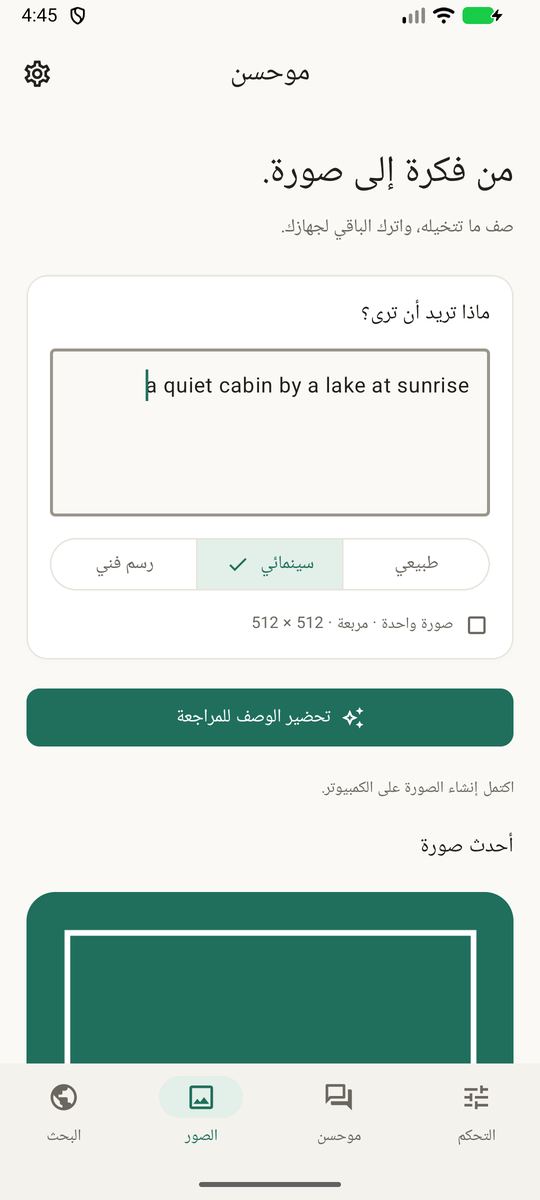 4:45
موحسن
من فكرة إلى صورة.
صف ما تتخيله، واترك الباقي لجهازك.
ماذا تريد أن ترى؟
a quiet cabin by a lake at sunrise
طبيعي
سينمائي
رسم فني
صورة واحدة · مربعة · 512 × 512
تحضير الوصف للمراجعة
اكتمل إنشاء الصورة على الكمبيوتر.
أحدث صورة
التحكم
موحسن
الصور
البحث